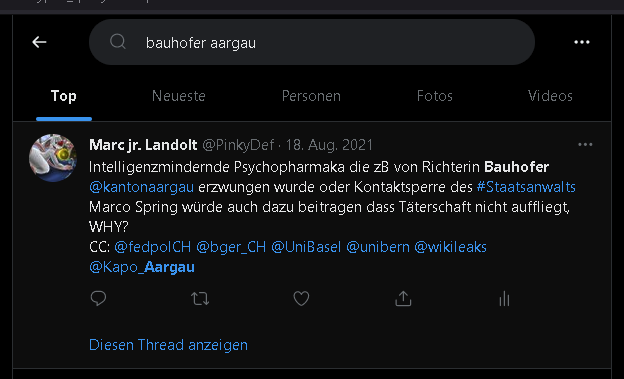 bauhofer aargau
Top
Neueste
Personen
Fotos
Videos
Marc jr. Landolt @PinkyDef · 18. Aug. 2021
Intelligenzmindernde Psychopharmaka die zB von Richterin Bauhofer
@kantonaargau erzwungen wurde oder Kontaktsperre des #Staatsanwalts
Marco Spring würde auch dazu beitragen dass Täterschaft nicht auffliegt,
WHY?
CC: @fedpolCH @bger_CH @UniBasel @unibern @wikileaks
@Kapo_Aargau
Diesen Thread anzeigen